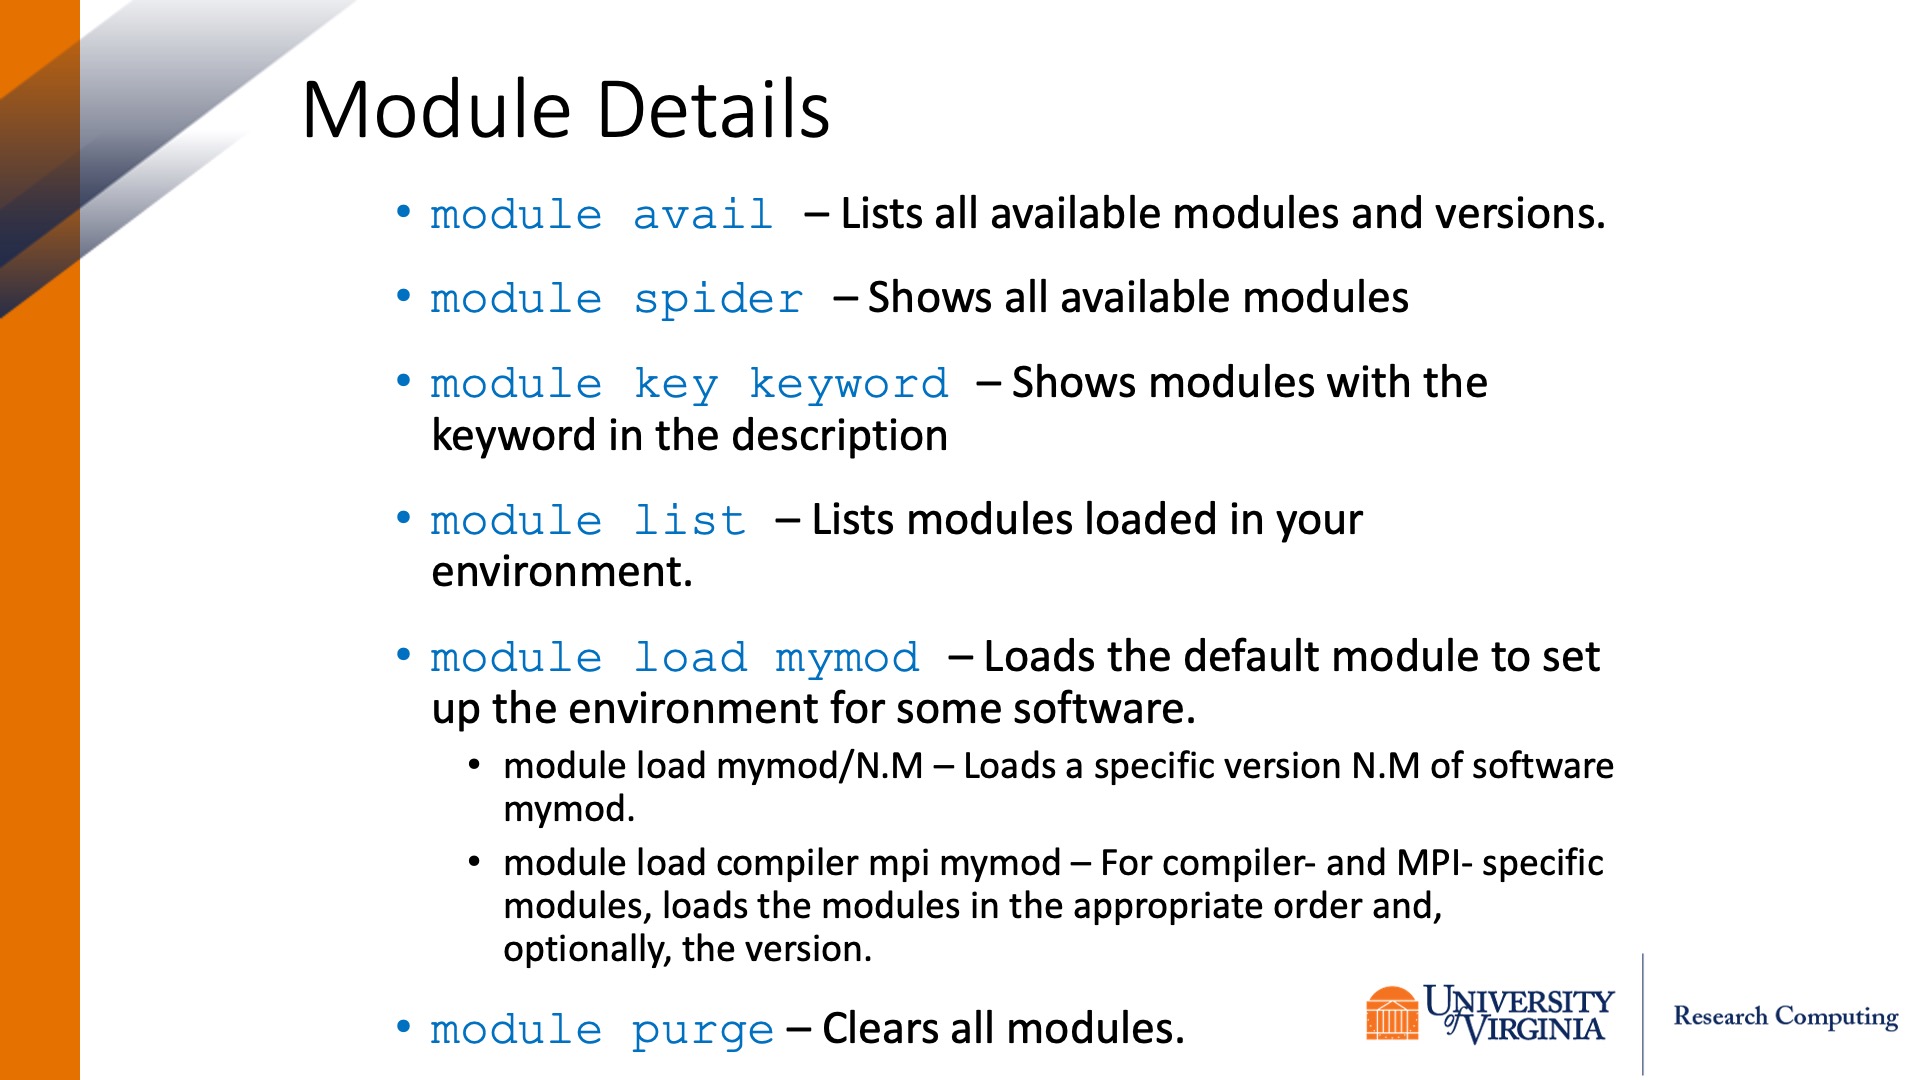 Module Details
• module avail – Lists all available modules and versions.
• module spider – Shows all available modules
• module key keyword – Shows modules with the
keyword in the description
• module list – Lists modules loaded in your
environment.
• module load mymod – Loads the default module to set
up the environment for some software.
• module load mymod/N.M – Loads a specific version N.M of software
mymod.
• module load compiler mpi mymod – For compiler- and MPI- specific
modules, loads the modules in the appropriate order and,
optionally, the version.
• module purge – Clears all modules.
UNIVERSITY
of VIRGINIA
Research Computing